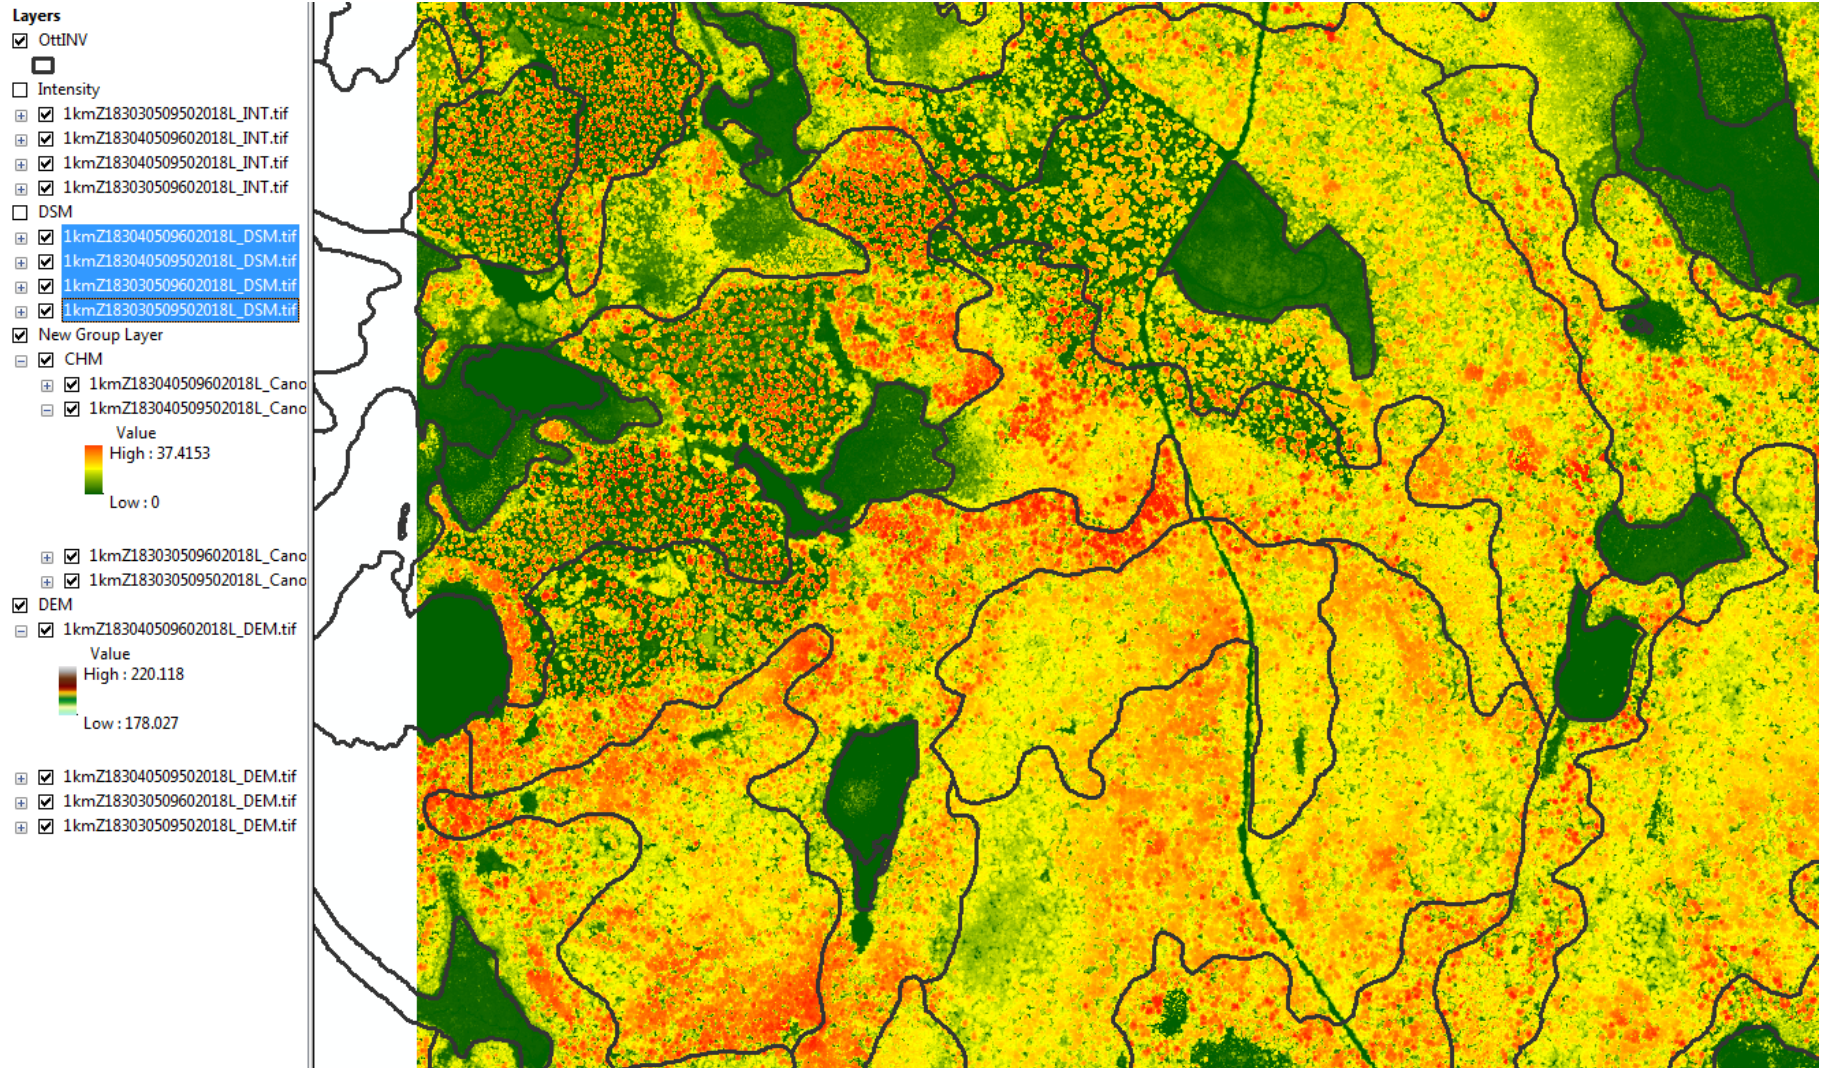 Layers
OttINV
Intensity
1kmZ183030509502018L_INT.tif
1kmZ183040509602018L_INT.tif
1kmZ183040509502018L_INT.tif
1kmZ183030509602018L_INT.tif
DSM
1kmZ183040509602018L_DSM.tif
1kmZ183040509502018L_DSM.tif
1kmZ183030509602018L_DSM.tif
1kmZ183030509502018L_DSM.tif
New Group Layer
CHM
1kmZ183040509602018L_Cano
1kmZ183040509502018L_Cano
Value
High : 37.4153
Low : 0
1kmZ183030509602018L_Cano
1kmZ183030509502018L_Cano
DEM
1kmZ183040509602018L_DEM.tif
Value
High : 220.118
Low : 178.027
1kmZ183040509502018L_DEM.tif
1kmZ183030509602018L_DEM.tif
1kmZ183030509502018L_DEM.tif